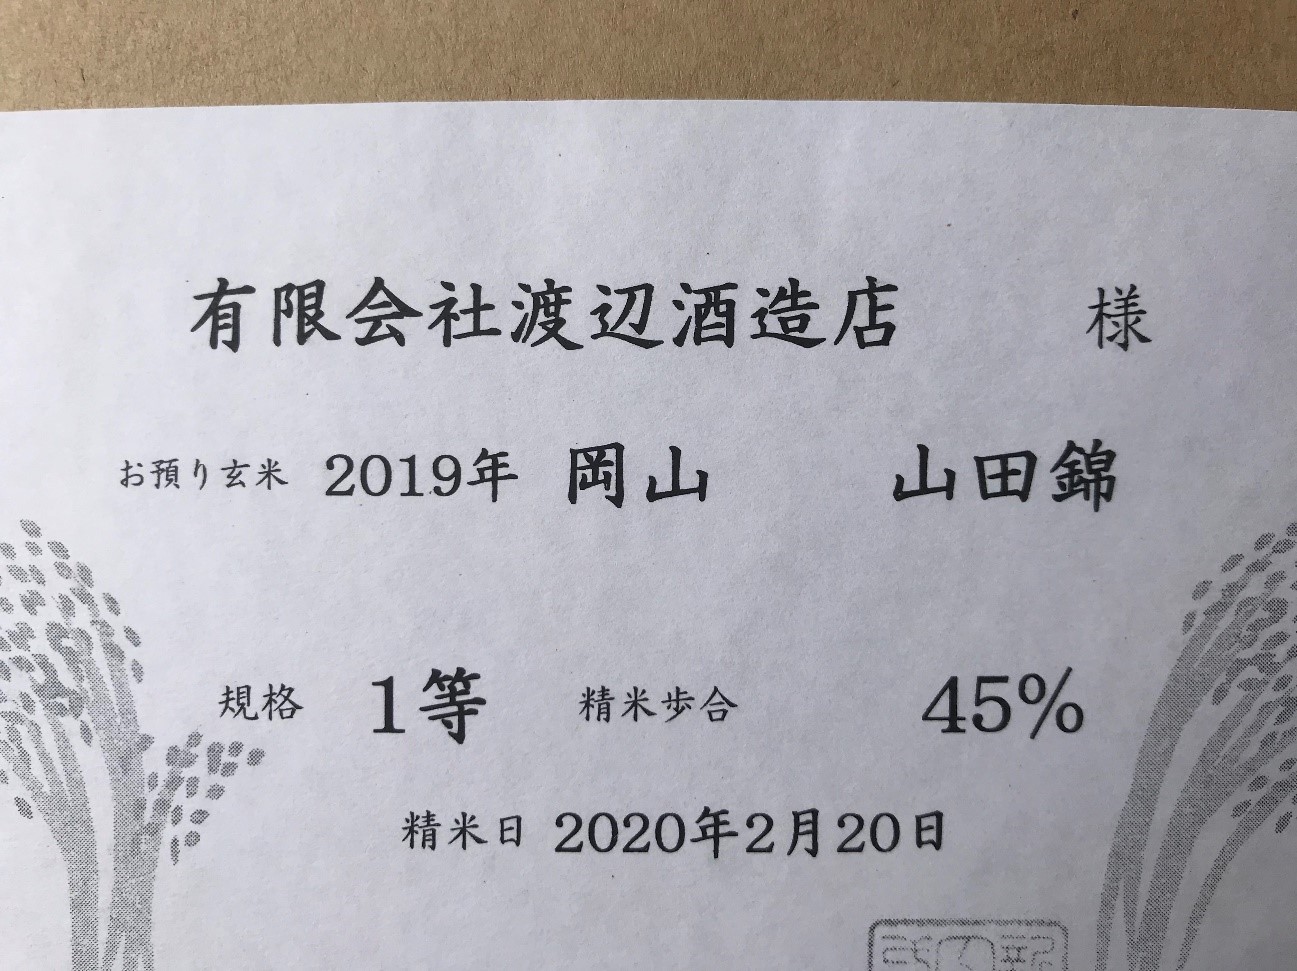 有限会社渡辺酒造店 様
お預り玄米 2019年 岡山 山田錦
規格 1等 精米歩合 45%
精米日 2020年2月20日